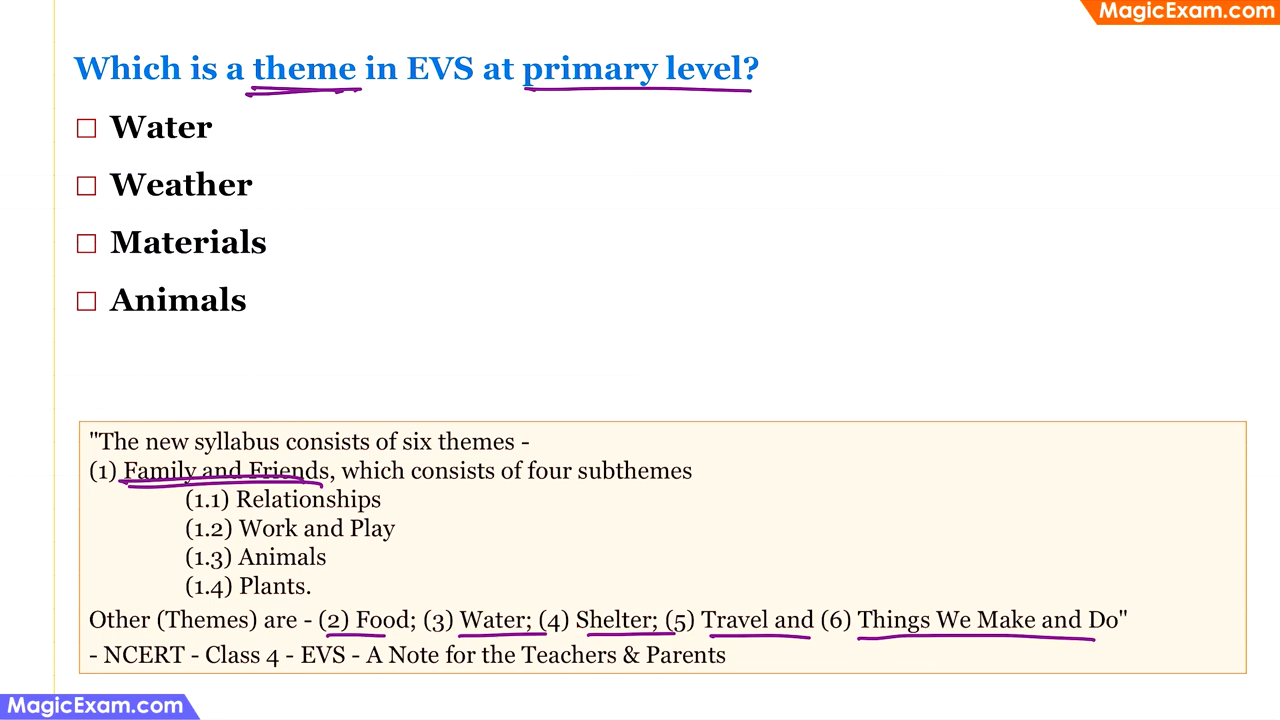 MagicExam.com
Which is a theme in EVS at primary level?
Water
Weather
Materials
Animals
"The new syllabus consists of six themes -
(1) Family and Friends, which consists of four subthemes
(1.1) Relationships
(1.2) Work and Play
(1.3) Animals
(1.4) Plants.
Other (Themes) are - (2) Food; (3) Water; (4) Shelter; (5) Travel and (6) Things We Make and Do"
- NCERT - Class 4 - EVS - A Note for the Teachers & Parents
MagicExam.com